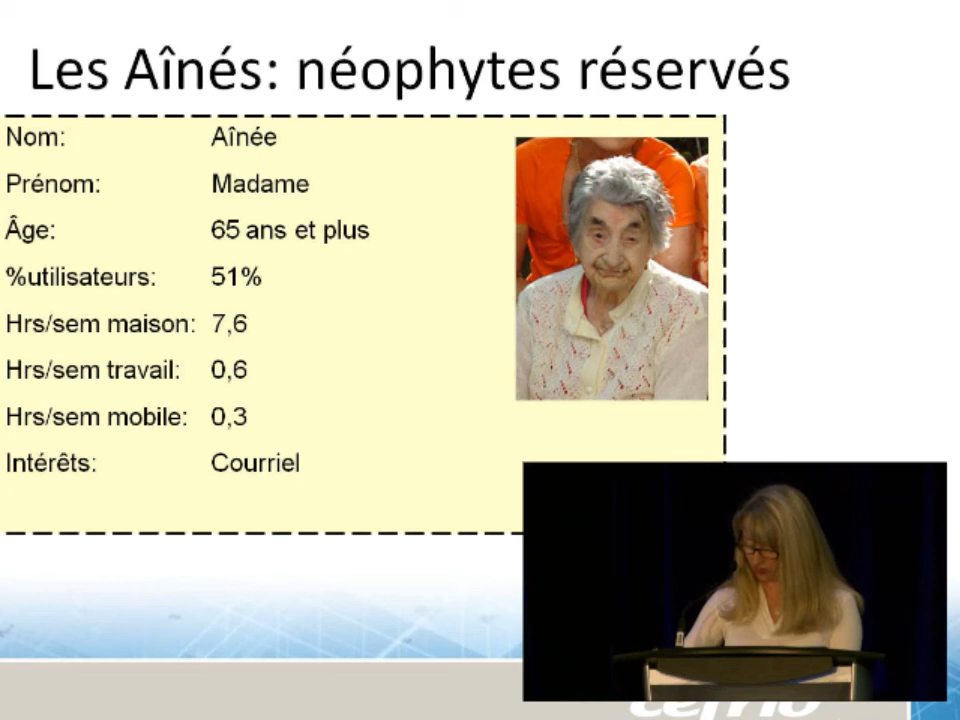 Les Aînés: néophytes réservés
Nom: Aînée
Prénom: Madame
Âge: 65 ans et plus
%utilisateurs: 51%
Hrs/sem maison: 7,6
Hrs/sem travail: 0,6
Hrs/sem mobile: 0,3
Intérêts: Courriel